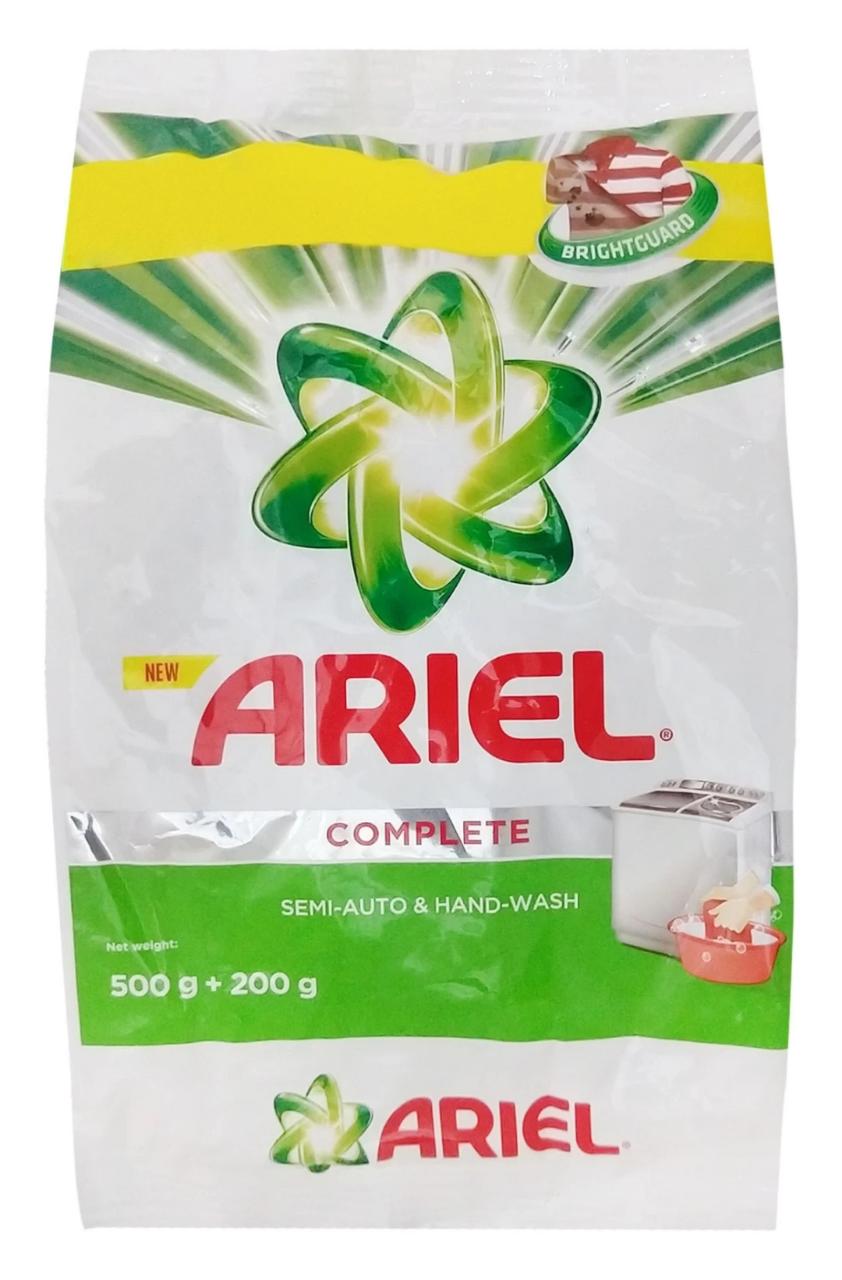 BRIGHTGUARD
NEW
ARIEL®
COMPLETE
SEMI-AUTO & HAND-WASH
Net weight:
500 g + 200 g
ARIEL